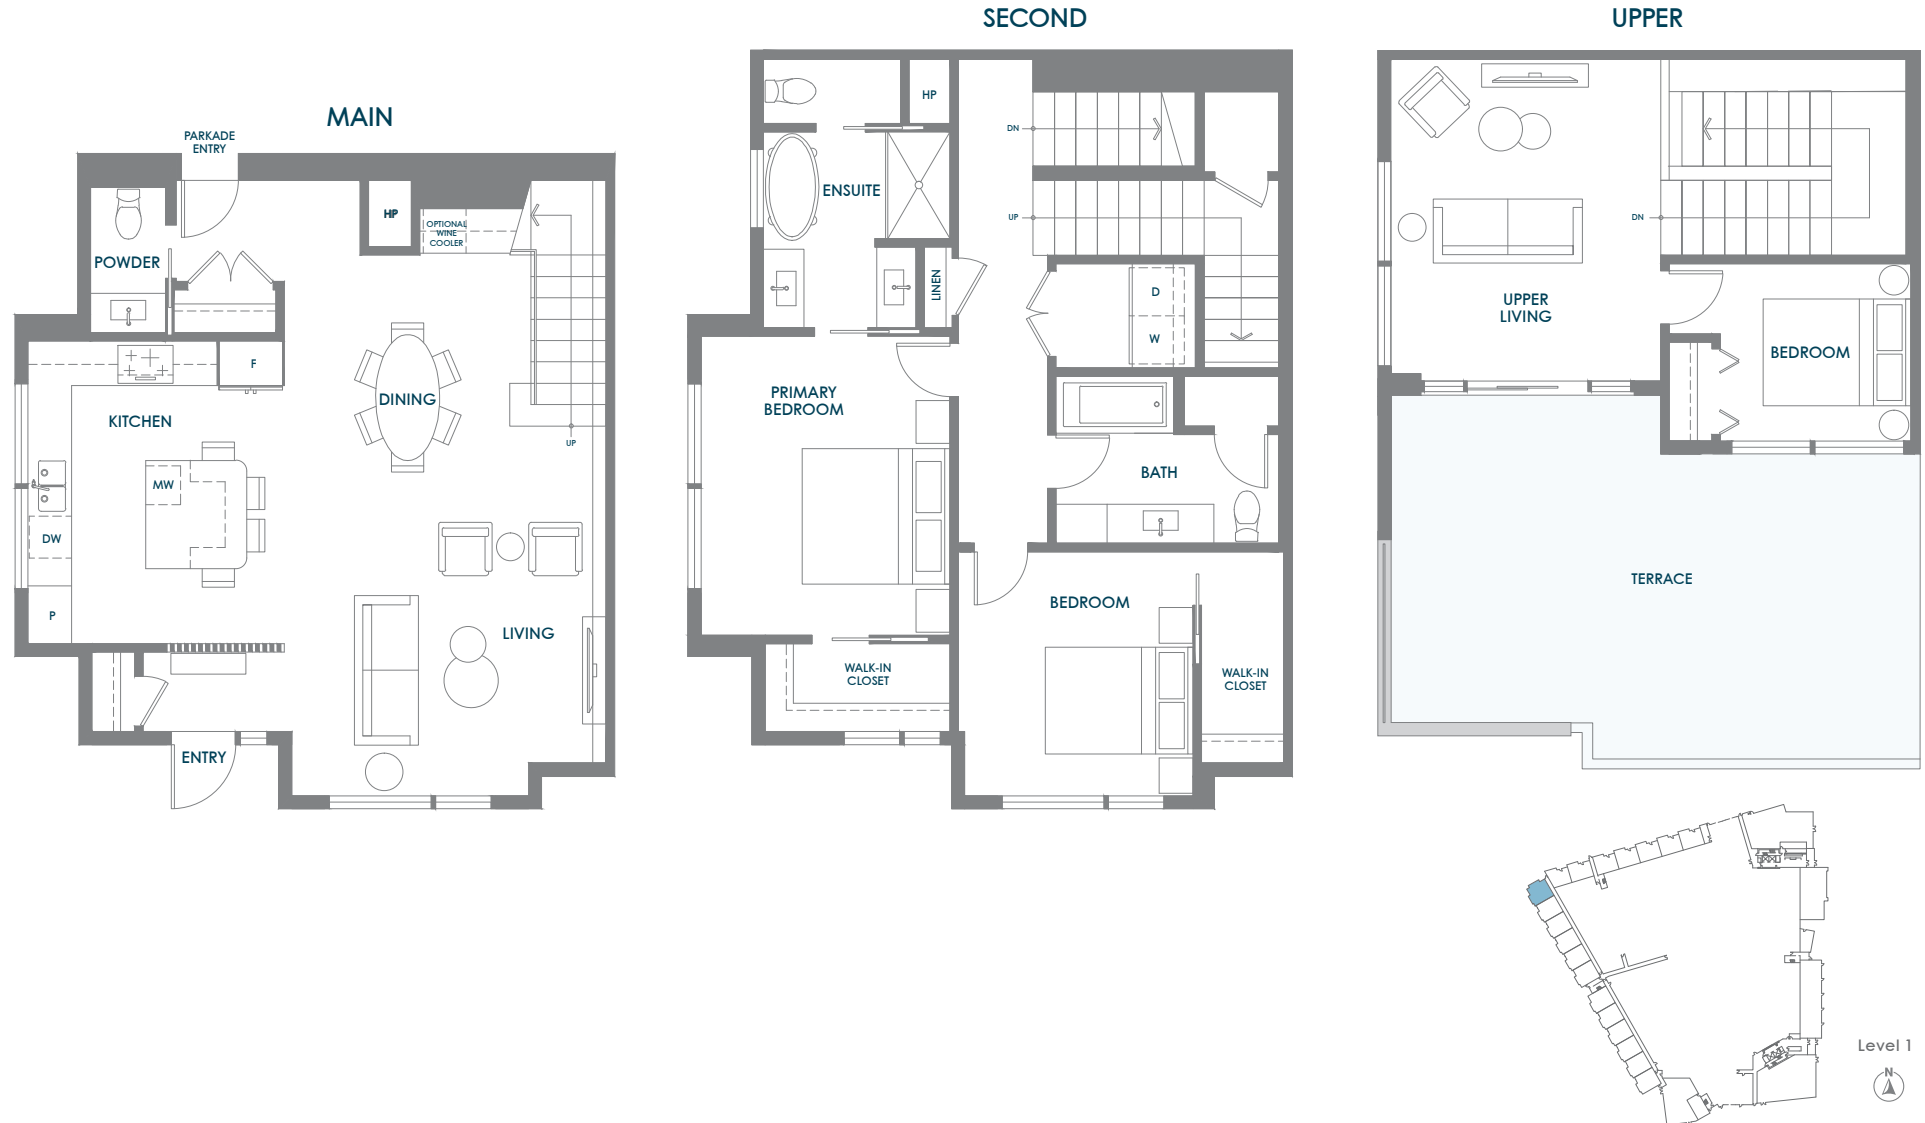 MAIN
PARKADE
ENTRY
HP
OPTIONAL
WINE
COOLER
POWDER
F
DINING
KITCHEN
UP
MW
DW
P
LIVING
ENTRY
SECOND
HP
DN
ENSUITE
UP
LINEN
D
W
PRIMARY
BEDROOM
BATH
BEDROOM
WALK-IN
CLOSET
WALK-IN
CLOSET
UPPER
DN
UPPER
LIVING
BEDROOM
TERRACE
Level 1
N